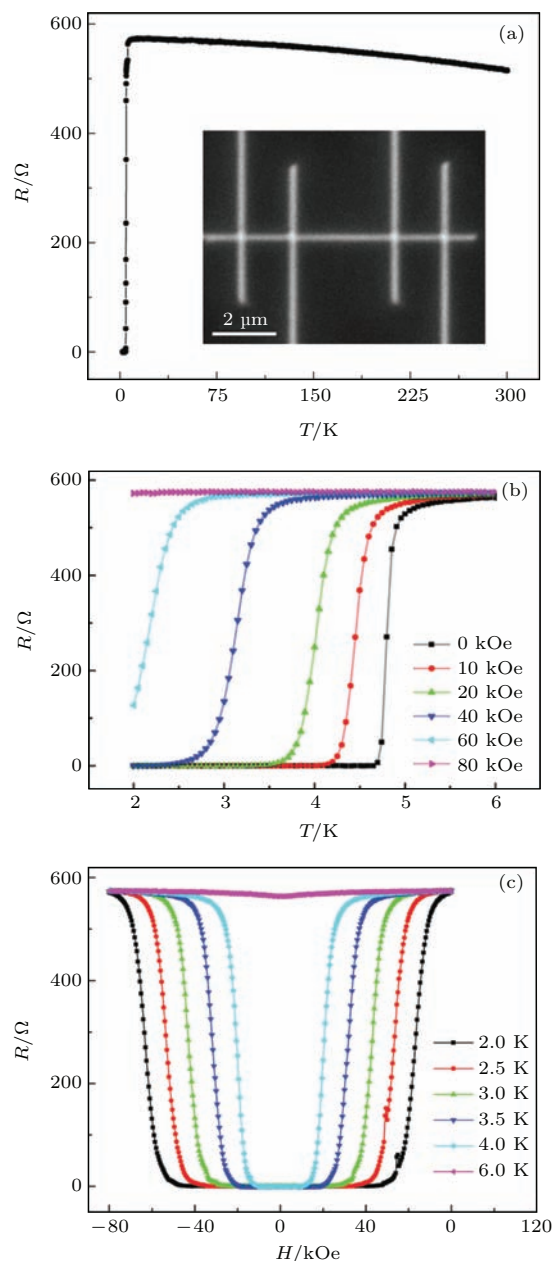 (a)
600
400
200
0
R/Ω
2 µm
0 75 150 225 300
T/K
(b)
600
400
200
0
R/Ω
0 kOe
10 kOe
20 kOe
40 kOe
60 kOe
80 kOe
2 3 4 5 6
T/K
(c)
600
400
200
0
R/Ω
2.0 K
2.5 K
3.0 K
3.5 K
4.0 K
6.0 K
−80 −40 0 40 0 120
H/kOe